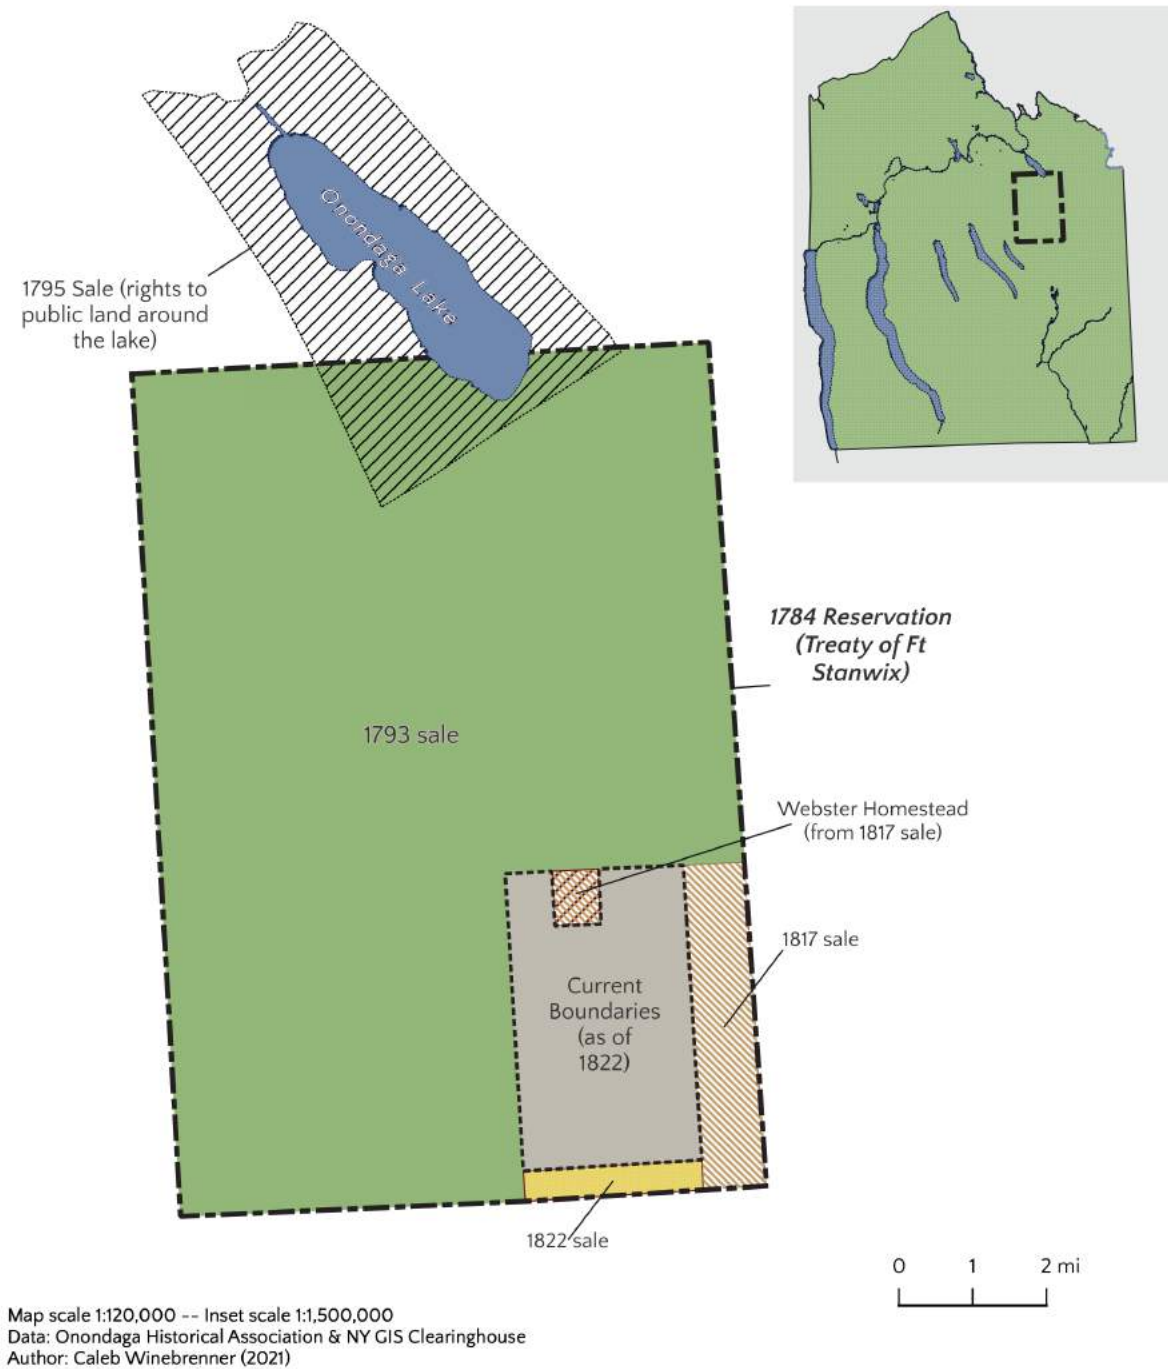 Onondaga Lake
1795 Sale (rights to
public land around
the lake)
1784 Reservation
(Treaty of Ft
Stanwix)
1793 sale
Webster Homestead
(from 1817 sale)
1817 sale
Current
Boundaries
(as of
1822)
1822 sale
0 1 2 mi
Map scale 1:120,000 -- Inset scale 1:1,500,000
Data: Onondaga Historical Association & NY GIS Clearinghouse
Author: Caleb Winebrenner (2021)